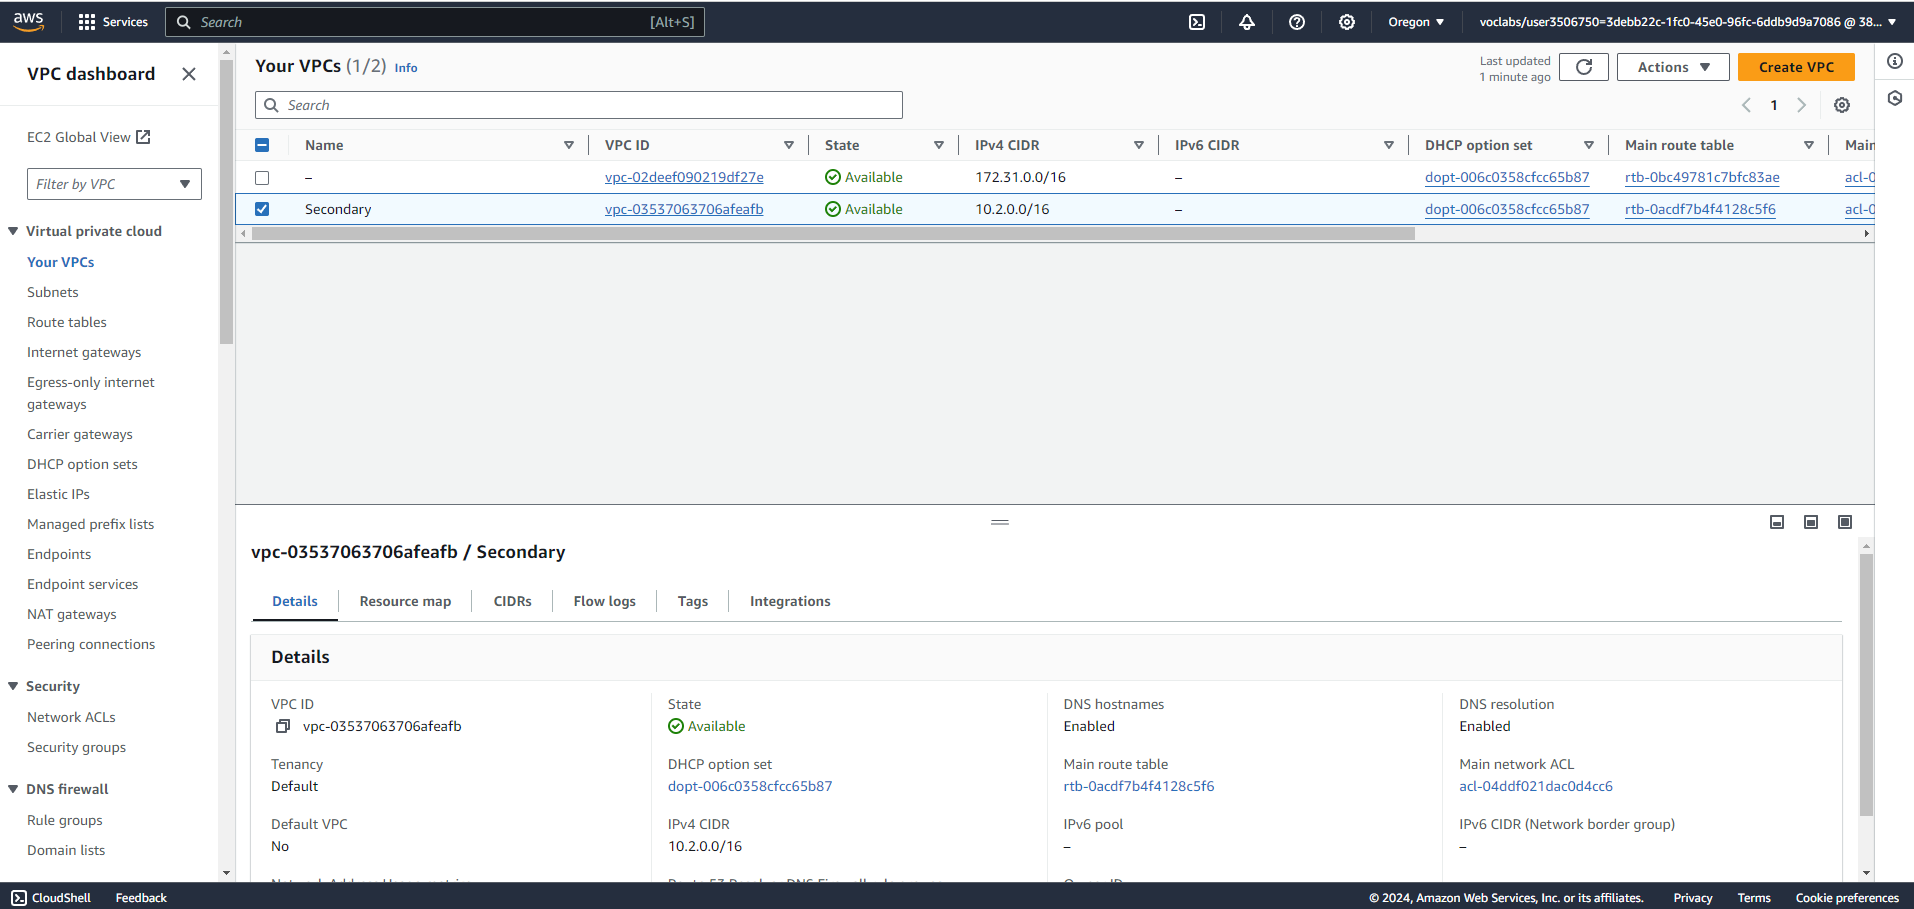 aws Services Search [Alt+S] Oregon voclabs/user3506750=3debb22c-1fc0-45e0-96fc-6ddb9d9a7086 @ 38...
VPC dashboard
EC2 Global View
Filter by VPC
Virtual private cloud
Your VPCs
Subnets
Route tables
Internet gateways
Egress-only internet
gateways
Carrier gateways
DHCP option sets
Elastic IPs
Managed prefix lists
Endpoints
Endpoint services
NAT gateways
Peering connections
Security
Network ACLs
Security groups
DNS firewall
Rule groups
Domain lists
Your VPCs (1/2) Info
Last updated
1 minute ago
Actions
Create VPC
Search
1
Name VPC ID State IPv4 CIDR IPv6 CIDR DHCP option set Main route table Main
– vpc-02deef090219df27e Available 172.31.0.0/16 – dopt-006c0358cfcc65b87 rtb-0bc49781c7bfc83ae acl-0
Secondary vpc-03537063706afeafb Available 10.2.0.0/16 – dopt-006c0358cfcc65b87 rtb-0acdf7b4f4128c5f6 acl-0
vpc-03537063706afeafb / Secondary
Details Resource map CIDRs Flow logs Tags Integrations
Details
VPC ID State DNS hostnames DNS resolution
vpc-03537063706afeafb Available Enabled Enabled
Tenancy DHCP option set Main route table Main network ACL
Default dopt-006c0358cfcc65b87 rtb-0acdf7b4f4128c5f6 acl-04ddf021dac0d4cc6
Default VPC IPv4 CIDR IPv6 pool IPv6 CIDR (Network border group)
No 10.2.0.0/16 – –
CloudShell Feedback © 2024, Amazon Web Services, Inc. or its affiliates. Privacy Terms Cookie preferences